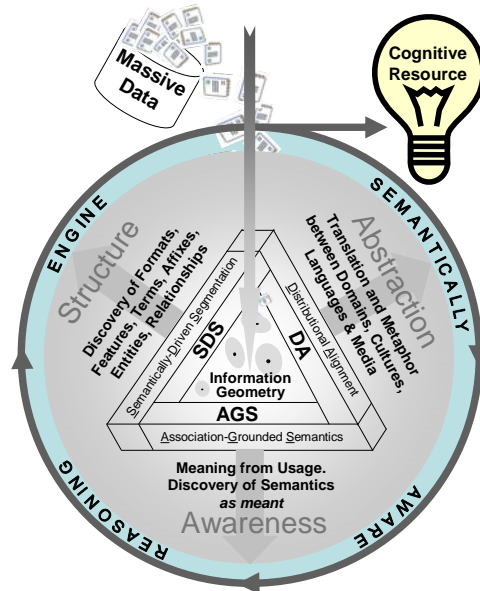 Massive
Data
Cognitive
Resource
SEMANTICALLY
AWARE
REASONING
ENGINE
Structure
Discovery of Formats,
Features, Terms, Affixes,
Entities, Relationships
Abstraction
Translation and Metaphor
between Domains, Cultures,
Languages & Media
Semantically-Driven Segmentation
SDS
Distributional Alignment
DA
Information
Geometry
AGS
Association-Grounded Semantics
Meaning from Usage.
Discovery of Semantics
as meant
Awareness